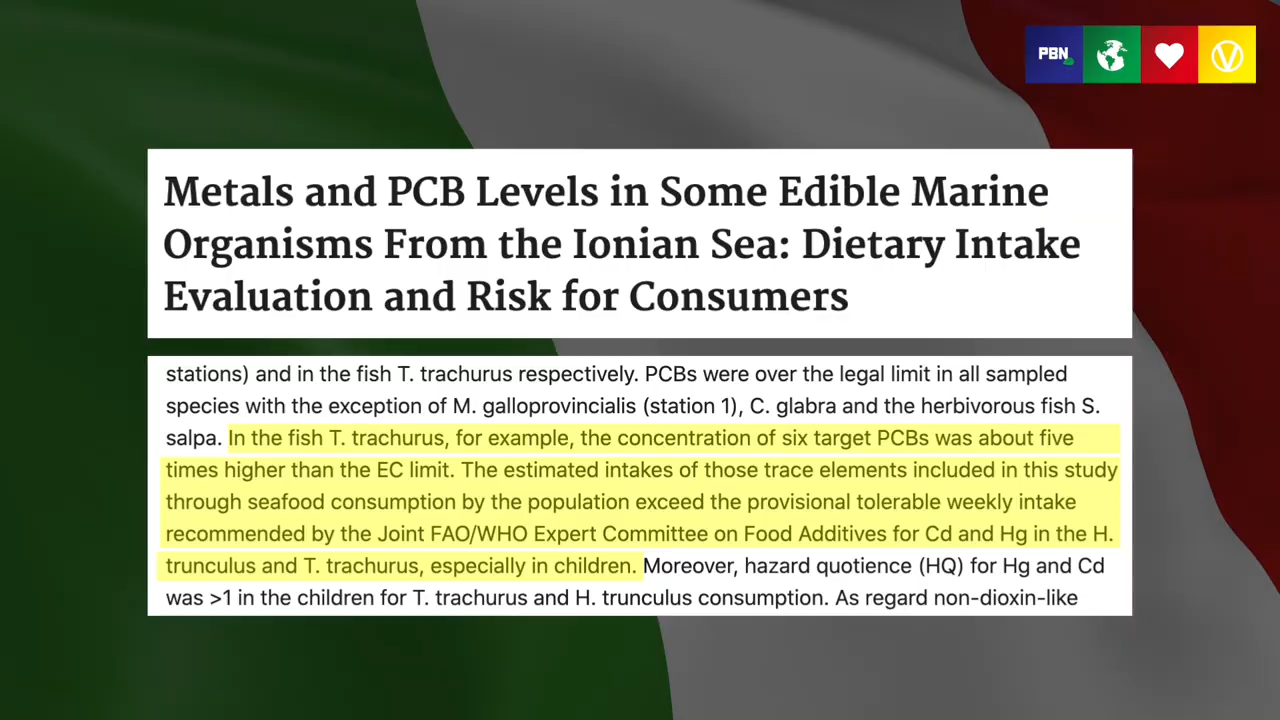 PBN
Metals and PCB Levels in Some Edible Marine
Organisms From the Ionian Sea: Dietary Intake
Evaluation and Risk for Consumers
stations) and in the fish T. trachurus respectively. PCBs were over the legal limit in all sampled
species with the exception of M. galloprovincialis (station 1), C. glabra and the herbivorous fish S.
salpa. In the fish T. trachurus, for example, the concentration of six target PCBs was about five
times higher than the EC limit. The estimated intakes of those trace elements included in this study
through seafood consumption by the population exceed the provisional tolerable weekly intake
recommended by the Joint FAO/WHO Expert Committee on Food Additives for Cd and Hg in the H.
trunculus and T. trachurus, especially in children. Moreover, hazard quotience (HQ) for Hg and Cd
was >1 in the children for T. trachurus and H. trunculus consumption. As regard non-dioxin-like